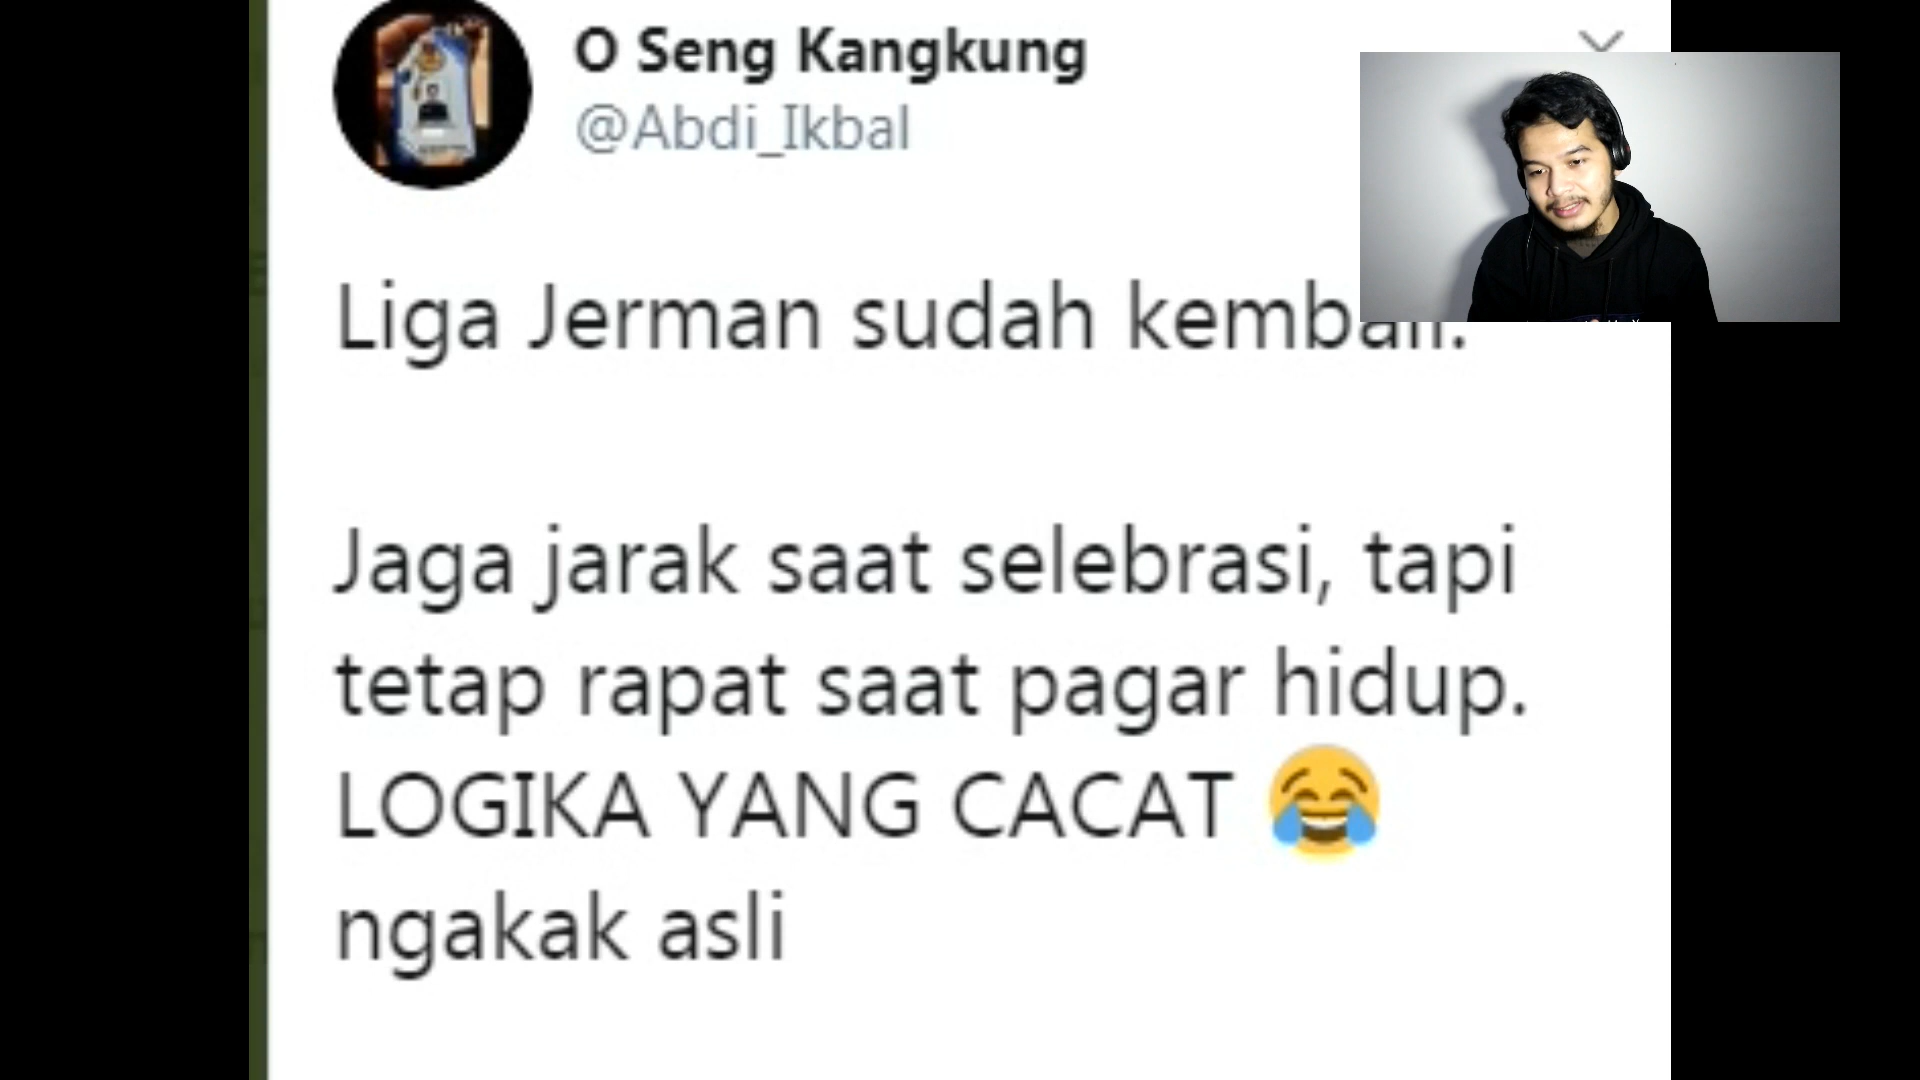 O Seng Kangkung
@Abdi_Ikbal
Liga Jerman sudah kembali.
Jaga jarak saat selebrasi, tapi
tetap rapat saat pagar hidup.
LOGIKA YANG CACAT 😂
ngakak asli